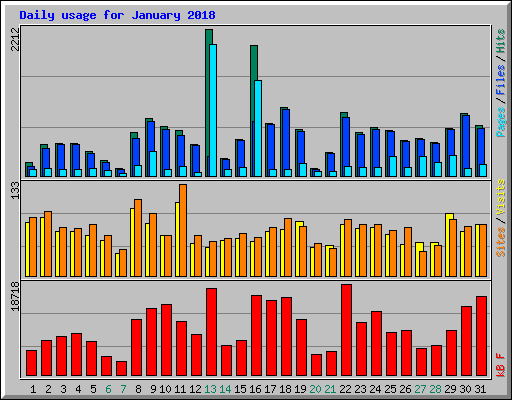 Daily usage for January 2018
2212
Pages / Files / Hits
133
Sites / Visits
18718
kB F
1 2 3 4 5 6 7 8 9 10 11 12 13 14 15 16 17 18 19 20 21 22 23 24 25 26 27 28 29 30 31